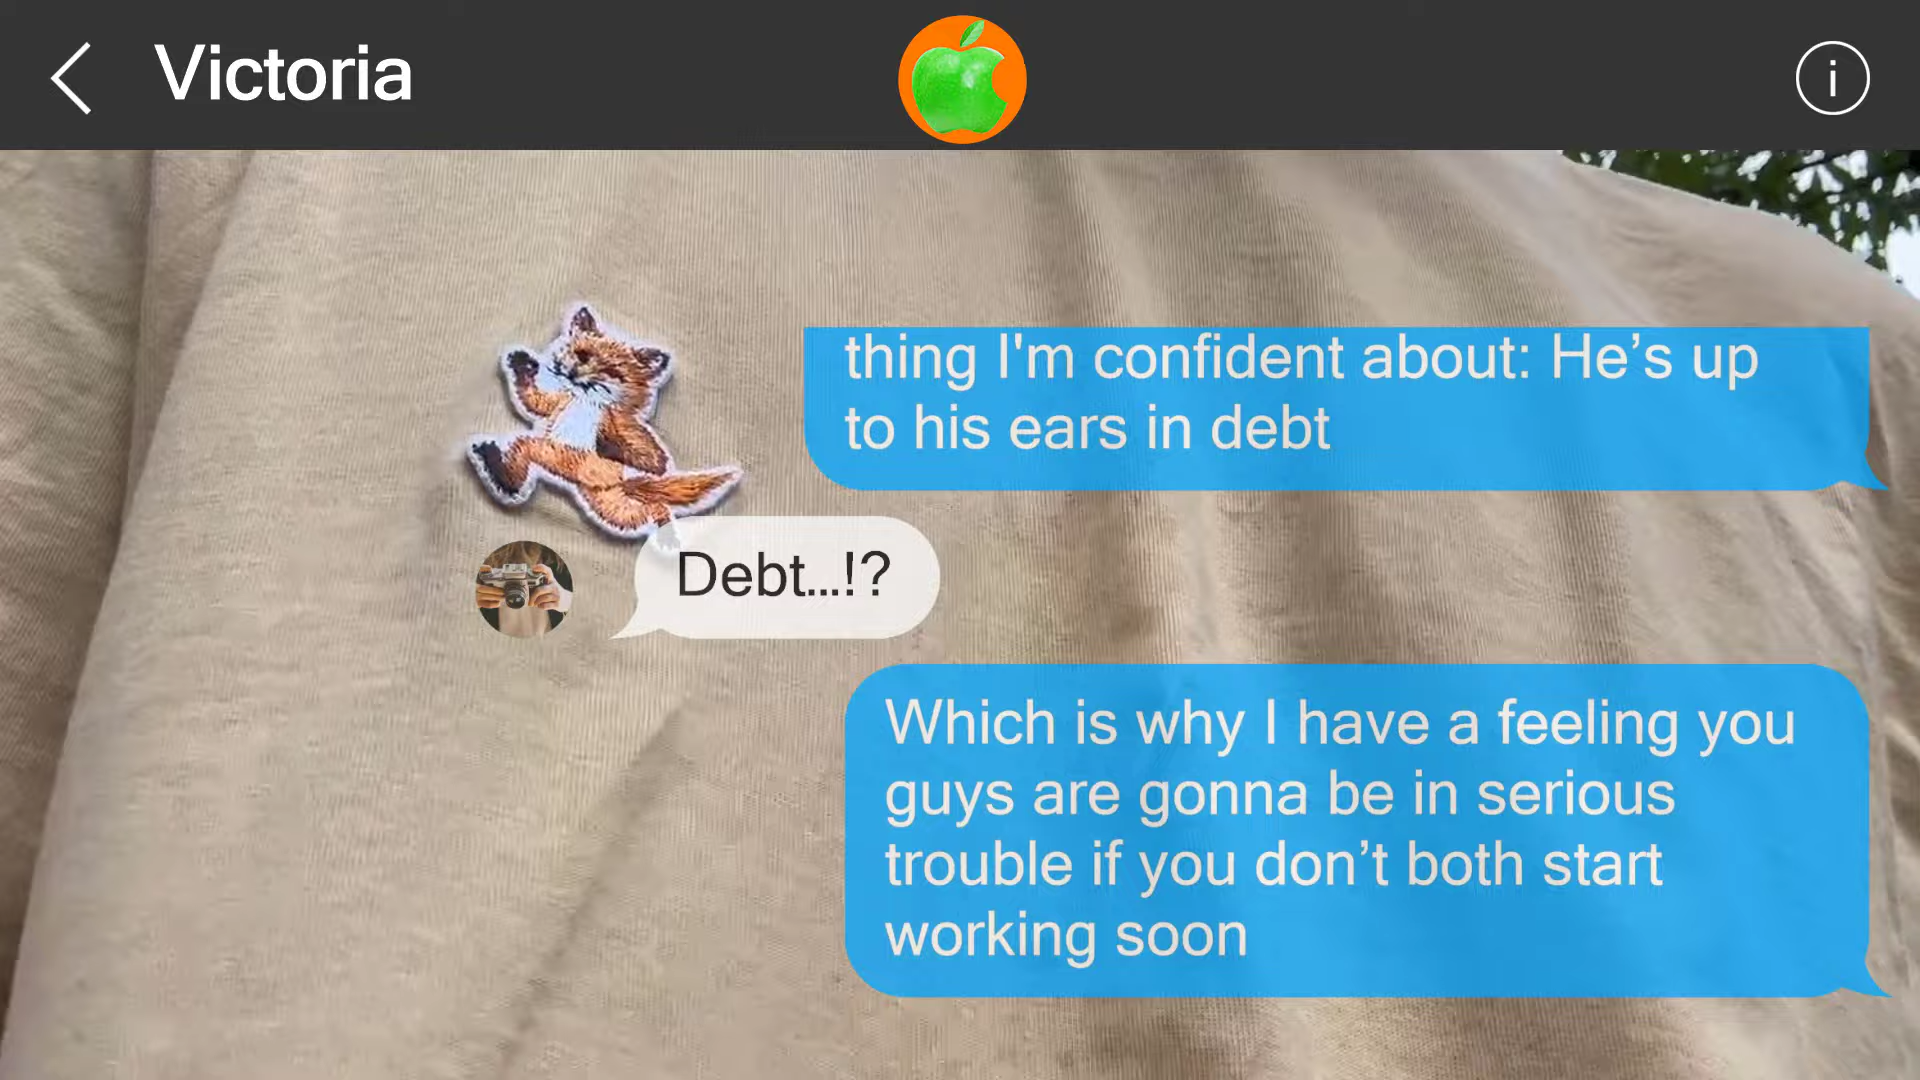 Victoria
i
thing I'm confident about: He’s up
to his ears in debt
Debt...!?
Which is why I have a feeling you
guys are gonna be in serious
trouble if you don’t both start
working soon